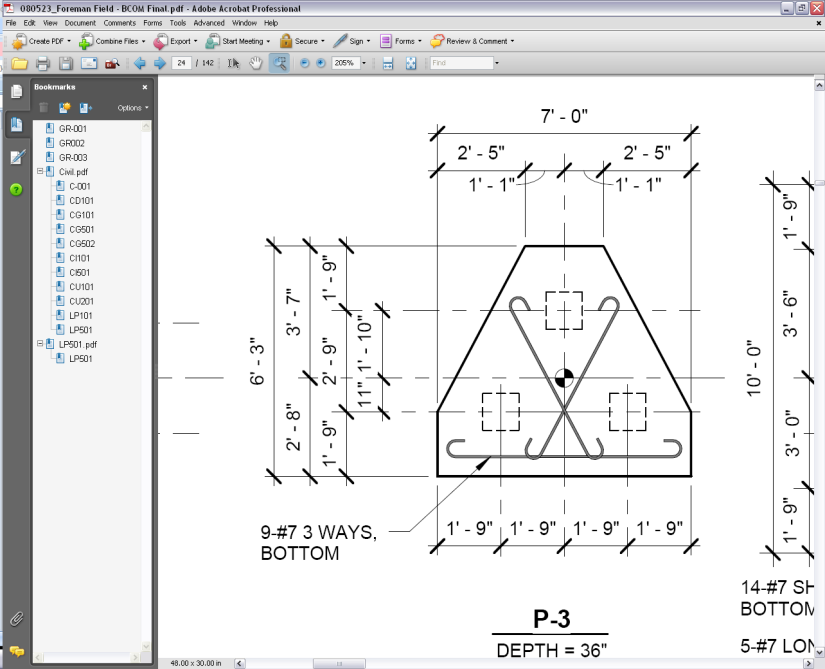 080523_Foreman Field - BCOM Final.pdf - Adobe Acrobat Professional
File Edit View Document Comments Forms Tools Advanced Window Help
Create PDF Combine Files Export Start Meeting Secure Sign Forms Review & Comment
24 / 142 205% Find
Bookmarks
Options
GR-001
GR002
GR-003
Civil.pdf
C-001
CD101
CG101
CG501
CG502
CI101
CI501
CU101
CU201
LP101
LP501
LP501.pdf
LP501
7' - 0"
2' - 5" 2' - 5"
1' - 1" 1' - 1"
6' - 3"
3' - 7"
2' - 8"
1' - 9"
2' - 9"
1' - 9"
1' - 10"
11"
1' - 9" 1' - 9" 1' - 9" 1' - 9"
9-#7 3 WAYS,
BOTTOM
P-3
DEPTH = 36"
10' - 0"
1' - 9"
3' - 6"
3' - 0"
1' - 9"
14-#7 SH
BOTTOM
5-#7 LON
48.00 x 30.00 in